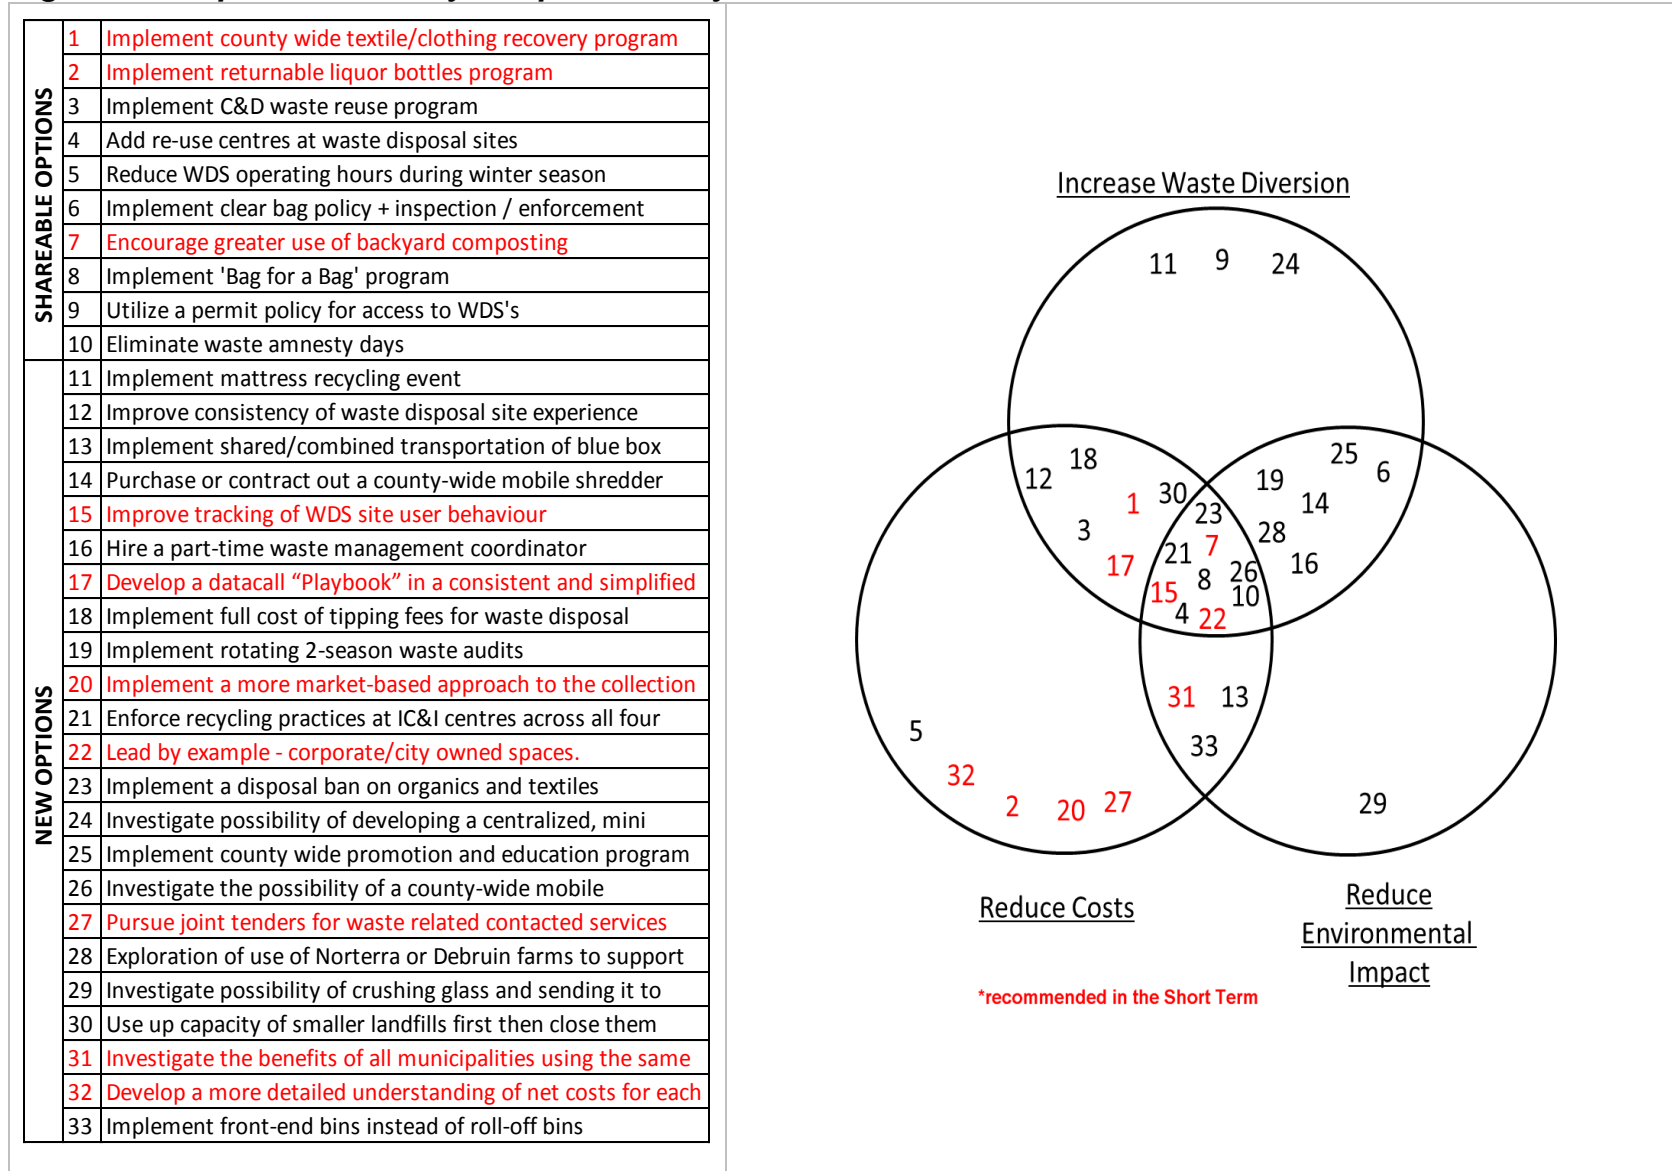 SHAREABLE OPTIONS
1 Implement county wide textile/clothing recovery program
2 Implement returnable liquor bottles program
3 Implement C&D waste reuse program
4 Add re-use centres at waste disposal sites
5 Reduce WDS operating hours during winter season
6 Implement clear bag policy + inspection / enforcement
7 Encourage greater use of backyard composting
8 Implement 'Bag for a Bag' program
9 Utilize a permit policy for access to WDS's
10 Eliminate waste amnesty days
NEW OPTIONS
11 Implement mattress recycling event
12 Improve consistency of waste disposal site experience
13 Implement shared/combined transportation of blue box
14 Purchase or contract out a county-wide mobile shredder
15 Improve tracking of WDS site user behaviour
16 Hire a part-time waste management coordinator
17 Develop a datacall “Playbook” in a consistent and simplified
18 Implement full cost of tipping fees for waste disposal
19 Implement rotating 2-season waste audits
20 Implement a more market-based approach to the collection
21 Enforce recycling practices at IC&I centres across all four
22 Lead by example - corporate/city owned spaces.
23 Implement a disposal ban on organics and textiles
24 Investigate possibility of developing a centralized, mini
25 Implement county wide promotion and education program
26 Investigate the possibility of a county-wide mobile
27 Pursue joint tenders for waste related contacted services
28 Exploration of use of Norterra or Debruin farms to support
29 Investigate possibility of crushing glass and sending it to
30 Use up capacity of smaller landfills first then close them
31 Investigate the benefits of all municipalities using the same
32 Develop a more detailed understanding of net costs for each
33 Implement front-end bins instead of roll-off bins
Increase Waste Diversion
11 9 24
18
12
30
1
3
17
25
6
19
14
28
16
23
7
21
26
8
15
10
4
22
31 13
33
5
32
2
20
27
29
Reduce Costs
Reduce
Environmental
Impact
*recommended in the Short Term